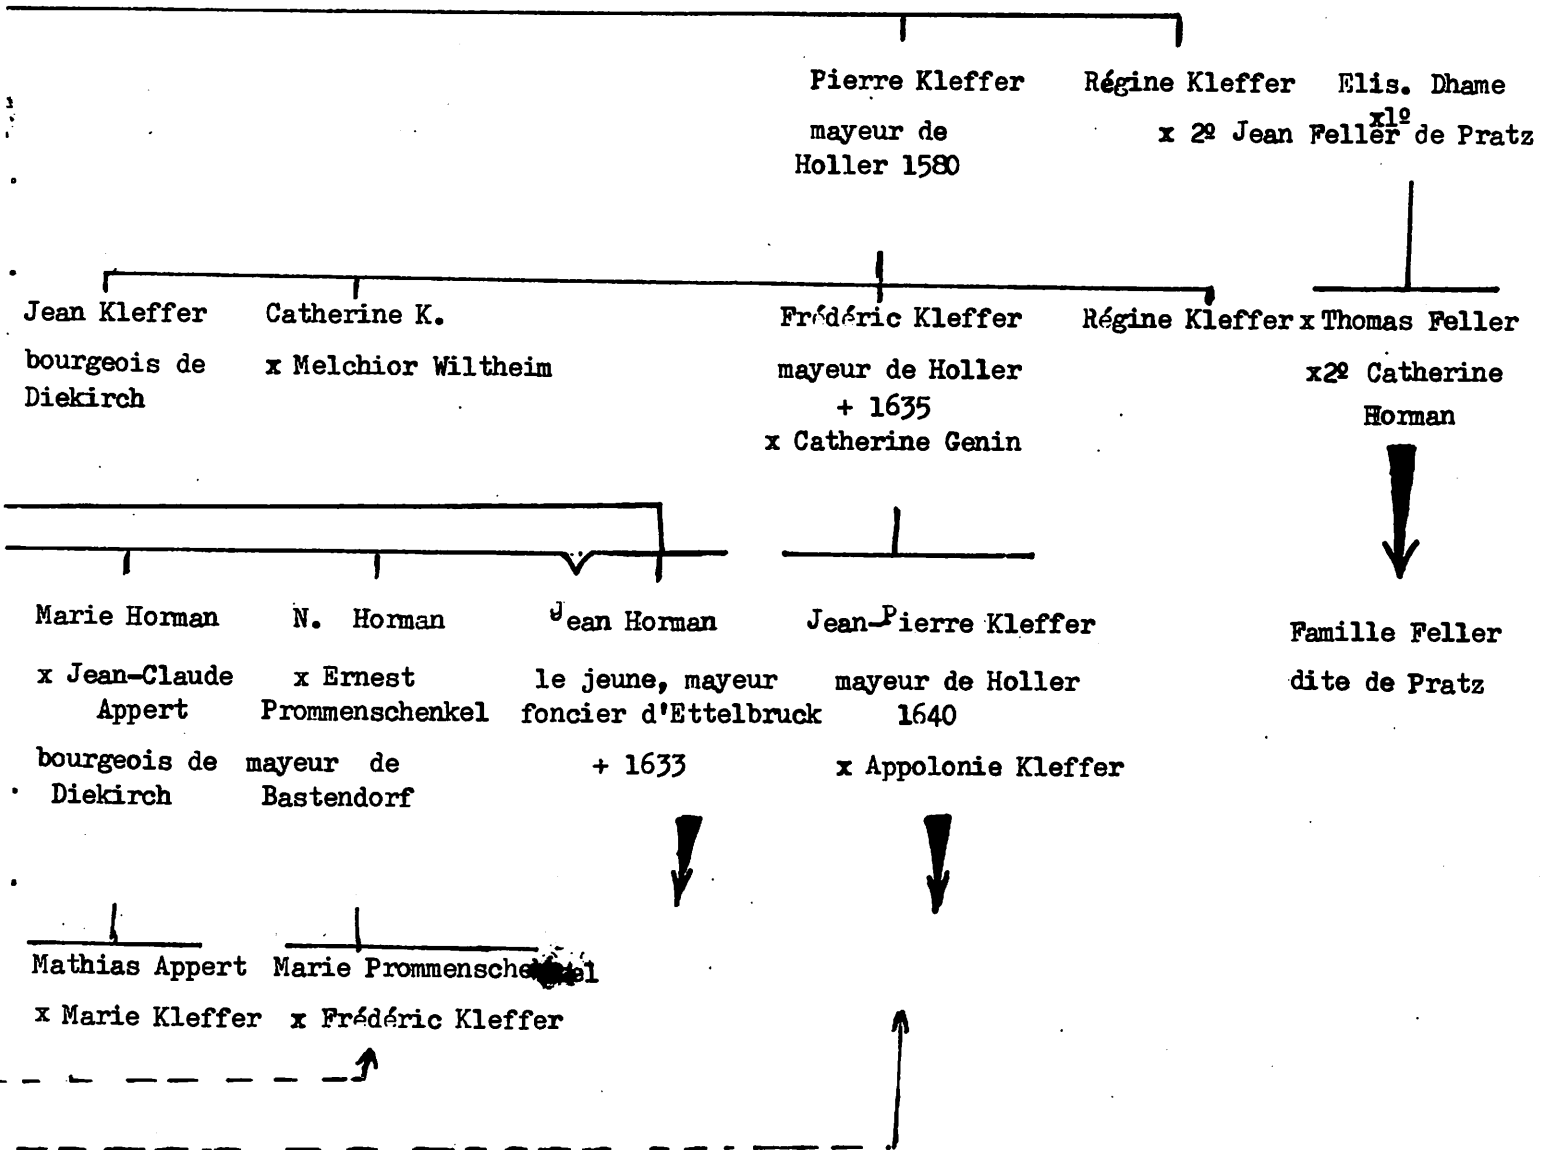 Pierre Kleffer
mayeur de
Holler 1580
Régine Kleffer
Elis. Dhame
x1º
x 2º Jean Feller de Pratz
Jean Kleffer
bourgeois de
Diekirch
Catherine K.
x Melchior Wiltheim
Frédéric Kleffer
mayeur de Holler
+ 1635
x Catherine Genin
Régine Kleffer x Thomas Feller
x2º Catherine
Horman
Marie Horman
x Jean-Claude
Appert
bourgeois de
Diekirch
N. Horman
x Ernest
Prommenschenkel
mayeur de
Bastendorf
Jean Horman
le jeune, mayeur
foncier d'Ettelbruck
+ 1633
Jean-Pierre Kleffer
mayeur de Holler
1640
x Appolonie Kleffer
Famille Feller
dite de Pratz
Mathias Appert
x Marie Kleffer
Marie Prommenschenkel
x Frédéric Kleffer